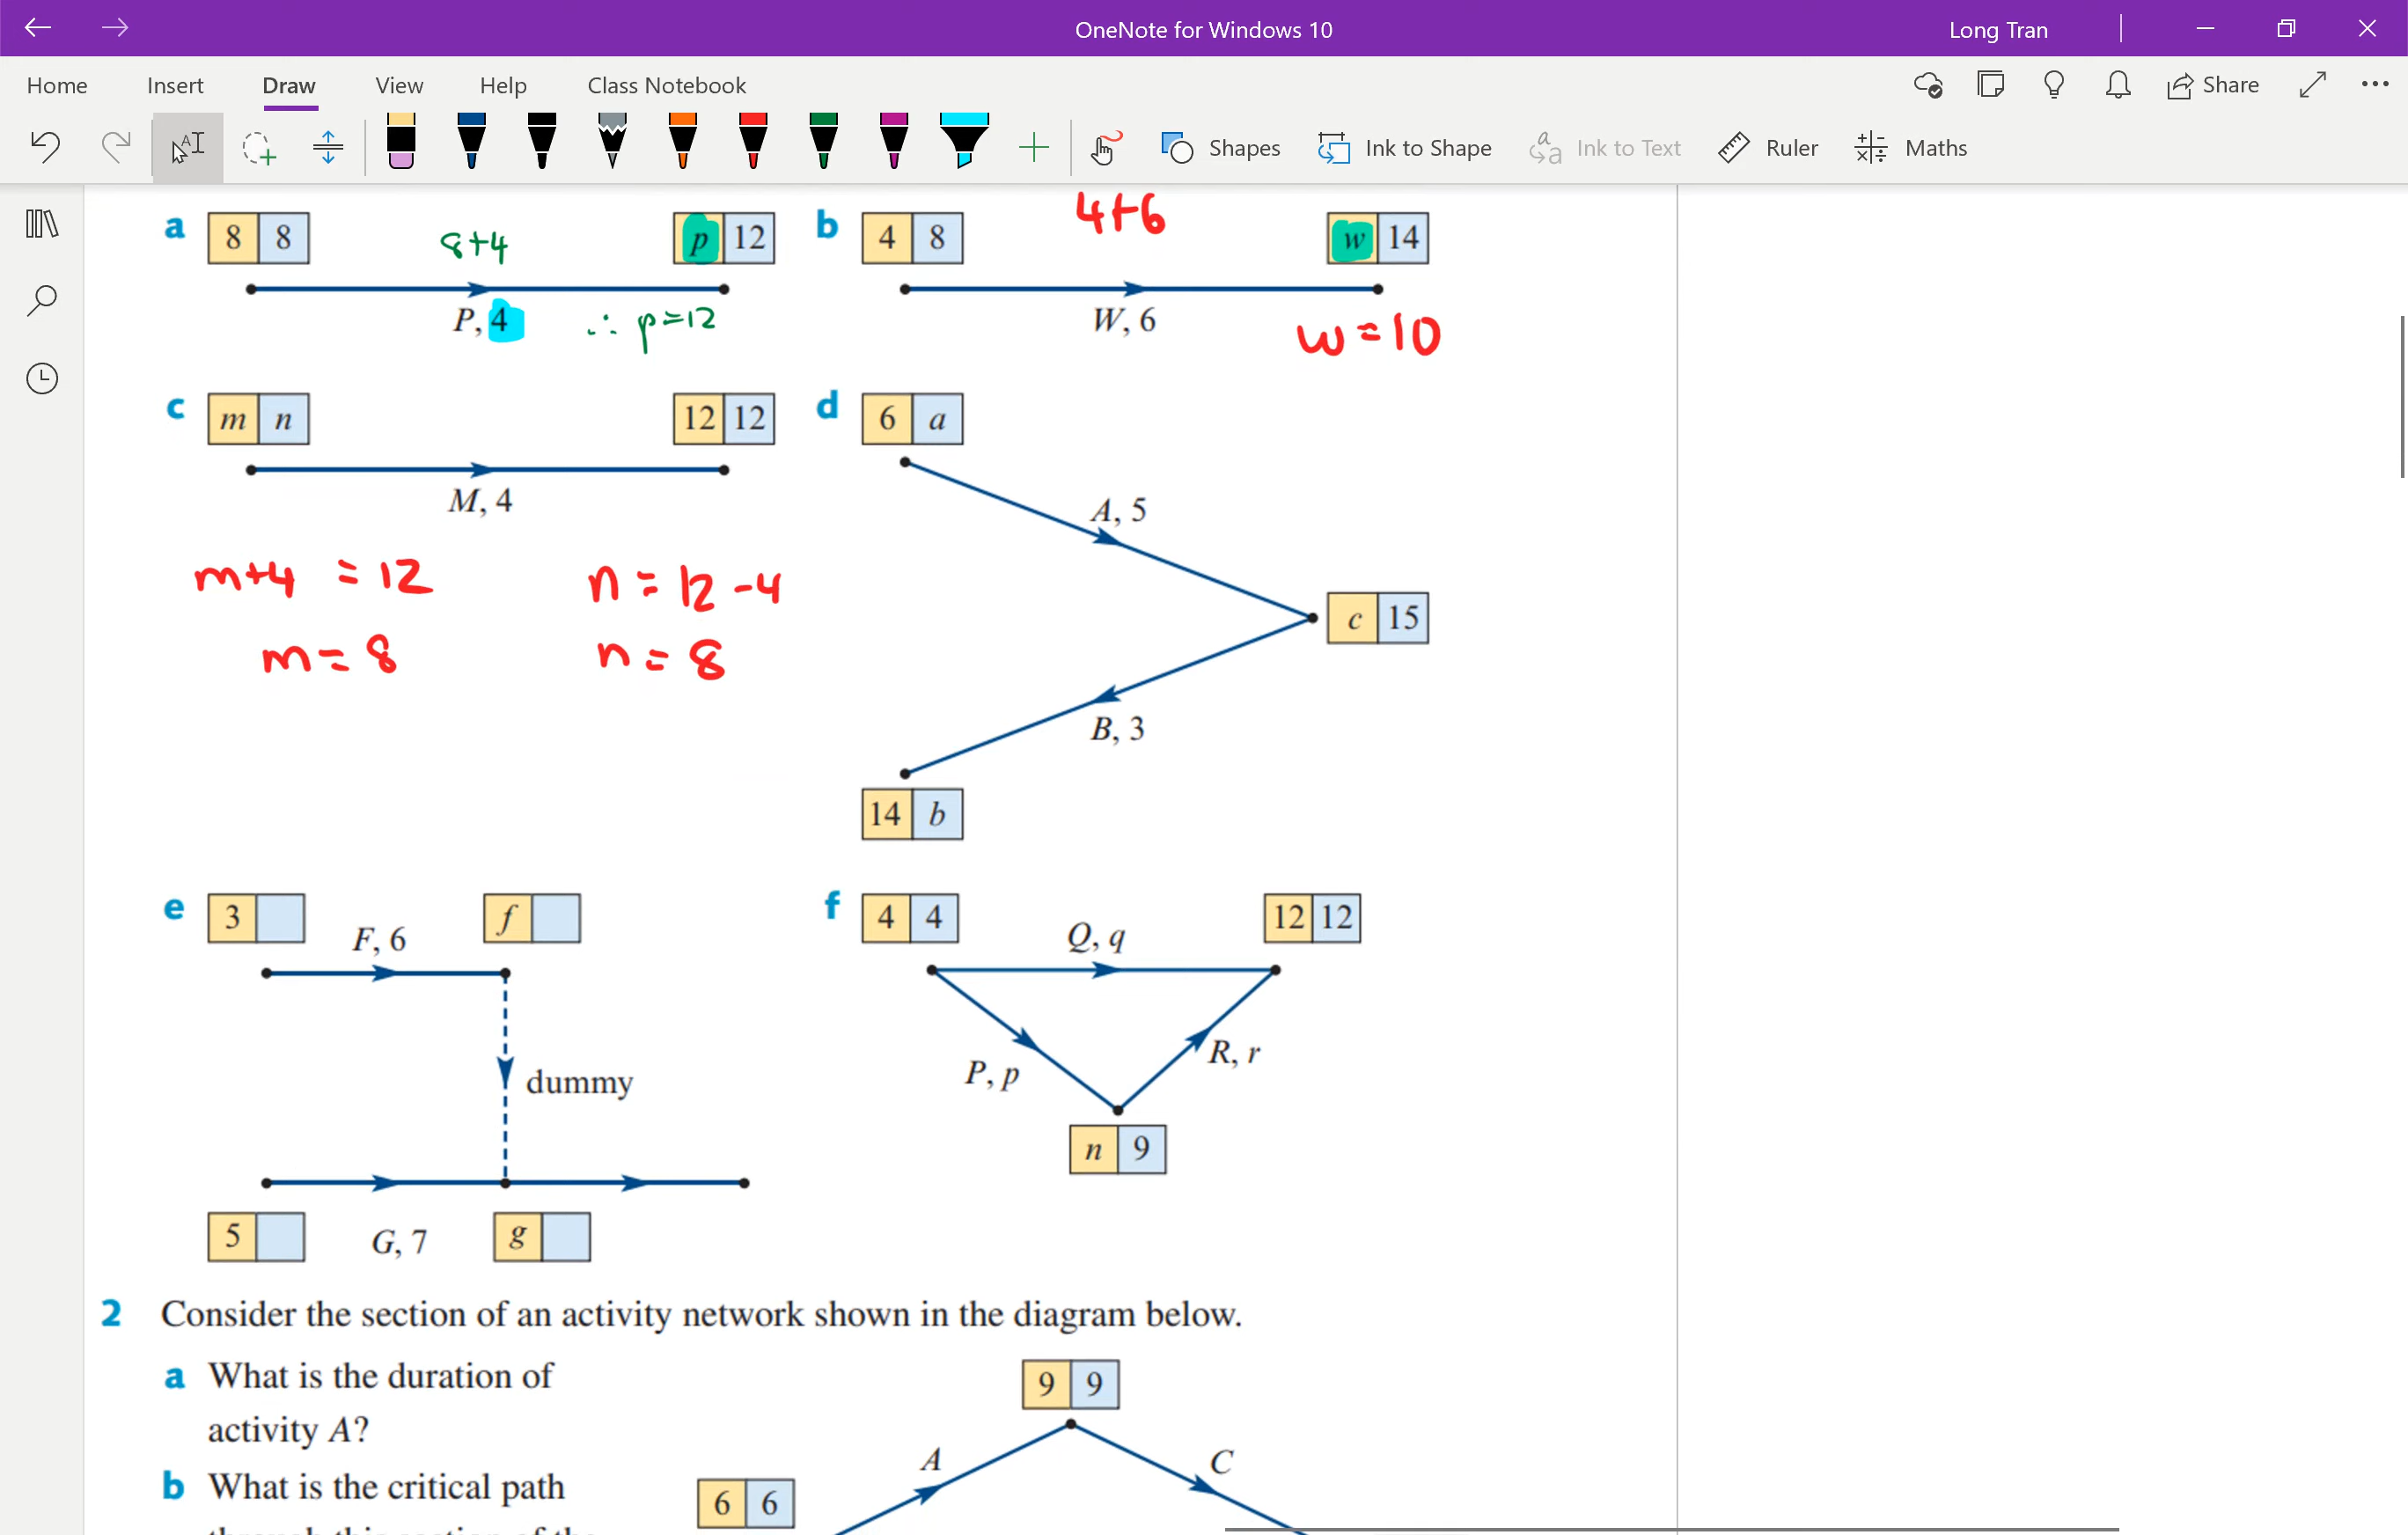 OneNote for Windows 10
Long Tran
Home Insert Draw View Help Class Notebook
Share
Shapes Ink to Shape Ink to Text Ruler Maths
a 8 8 8+4 p 12
P, 4 ∴ p=12
b 4 8 4+6 w 14
W, 6 w=10
c m n 12 12
M, 4
m+4 = 12 n = 12-4
m = 8 n = 8
d 6 a
A, 5
c 15
B, 3
14 b
e 3 F, 6 f
dummy
5 G, 7 g
f 4 4 Q, q 12 12
P, p R, r
n 9
2 Consider the section of an activity network shown in the diagram below.
a What is the duration of
activity A?
b What is the critical path
9 9
A C
6 6